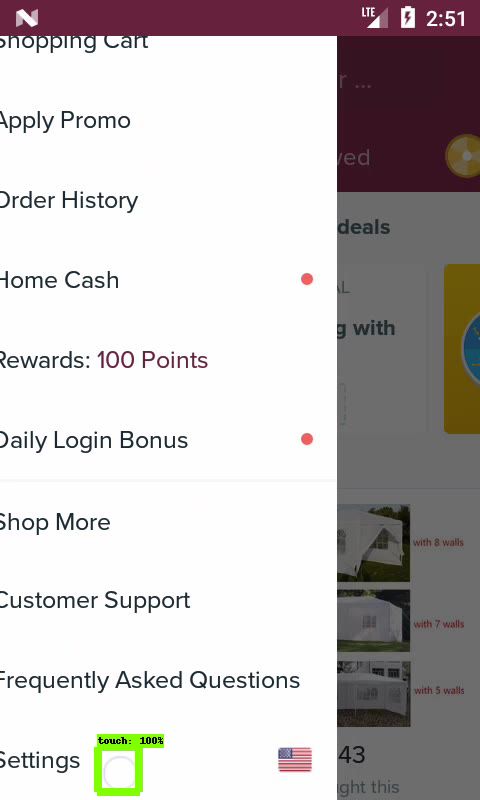 LTE 2:51
Shopping Cart
r ...
Apply Promo
wed
Order History
deals
Home Cash
AL
g with
Rewards: 100 Points
Daily Login Bonus
Shop More
with 8 walls
Customer Support
with 7 walls
Frequently Asked Questions
with 5 walls
touch: 100%
Settings
43
ught this